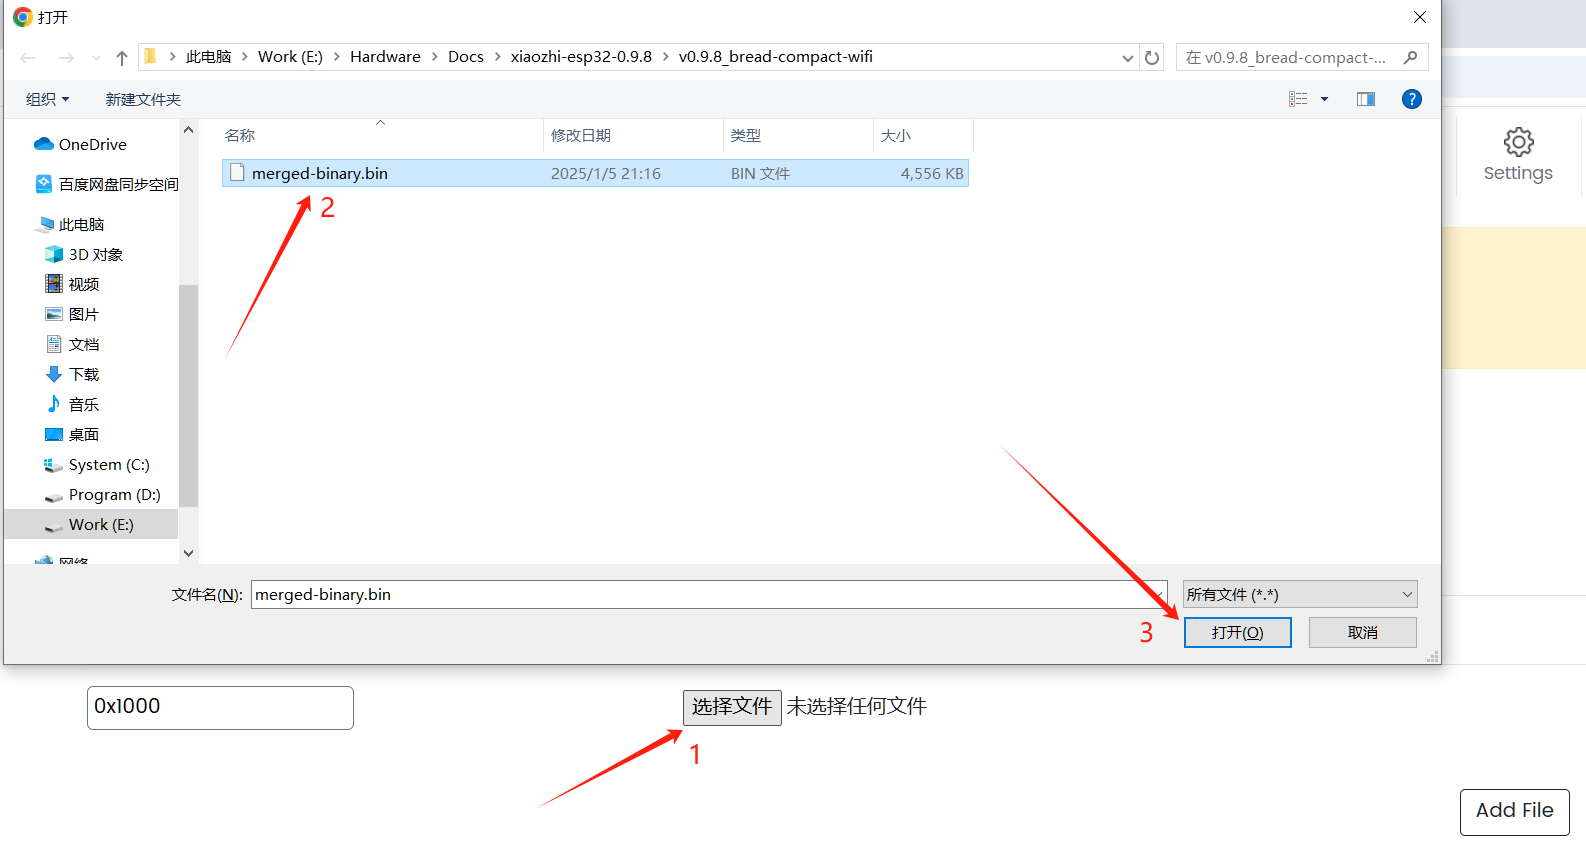 打开
此电脑 > Work (E:) > Hardware > Docs > xiaozhi-esp32-0.9.8 > v0.9.8_bread-compact-wifi
在 v0.9.8_bread-compact-...
组织
新建文件夹
名称
修改日期
类型
大小
merged-binary.bin
2025/1/5 21:16
BIN 文件
4,556 KB
2
OneDrive
百度网盘同步空间
此电脑
3D 对象
视频
图片
文档
下载
音乐
桌面
System (C:)
Program (D:)
Work (E:)
网络
Settings
文件名(N):
merged-binary.bin
所有文件 (*.*)
3
打开(O)
取消
0x1000
选择文件
未选择任何文件
1
Add File